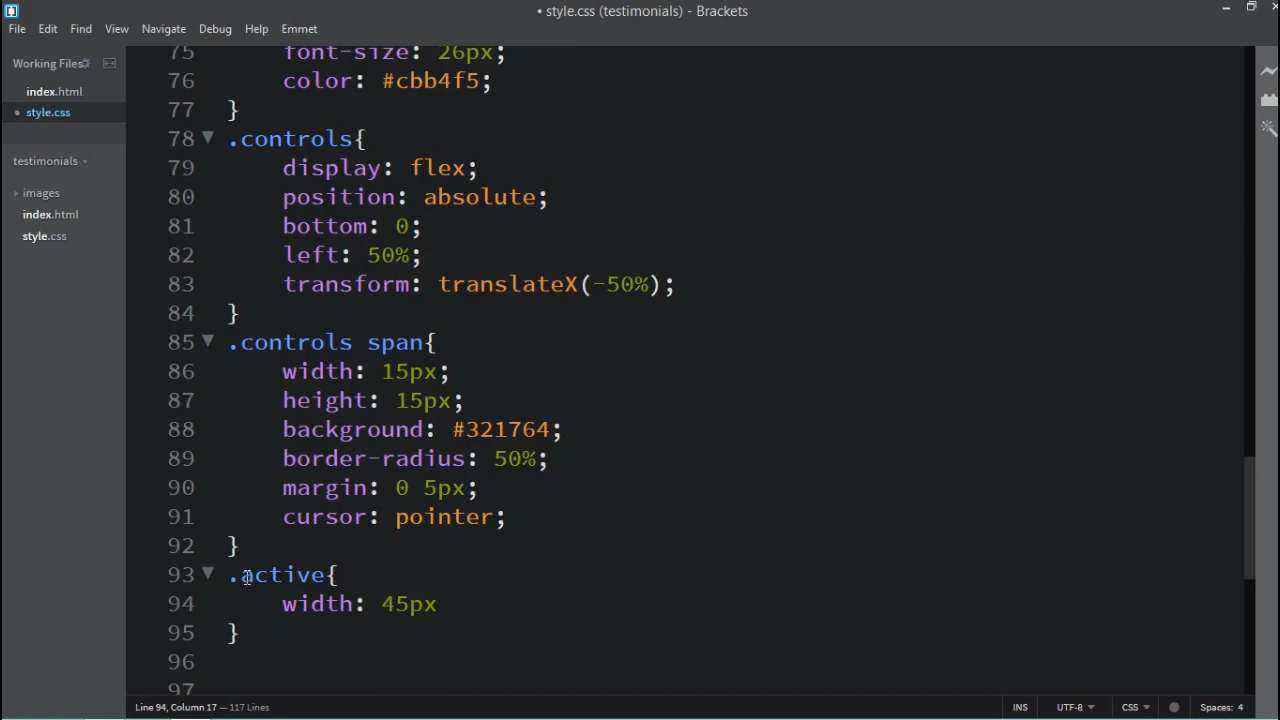 • style.css (testimonials) - Brackets
File Edit Find View Navigate Debug Help Emmet
Working Files
index.html
• style.css
testimonials
images
index.html
style.css
75 font-size: 26px;
76 color: #cbb4f5;
77 }
78 .controls{
79 display: flex;
80 position: absolute;
81 bottom: 0;
82 left: 50%;
83 transform: translateX(-50%);
84 }
85 .controls span{
86 width: 15px;
87 height: 15px;
88 background: #321764;
89 border-radius: 50%;
90 margin: 0 5px;
91 cursor: pointer;
92 }
93 .active{
94 width: 45px
95 }
96
97
Line 94, Column 17 — 117 Lines
INS UTF-8 CSS Spaces: 4